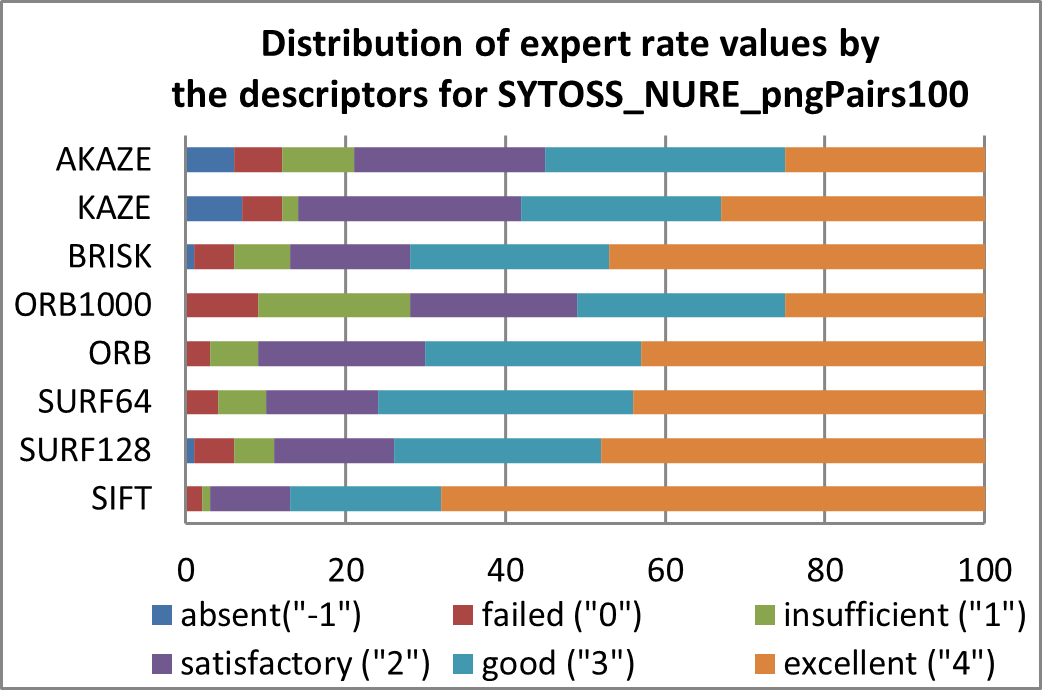 Distribution of expert rate values by
the descriptors for SYTOSS_NURE_pngPairs100
AKAZE
KAZE
BRISK
ORB1000
ORB
SURF64
SURF128
SIFT
0 20 40 60 80 100
absent("-1") failed ("0") insufficient ("1")
satisfactory ("2") good ("3") excellent ("4")